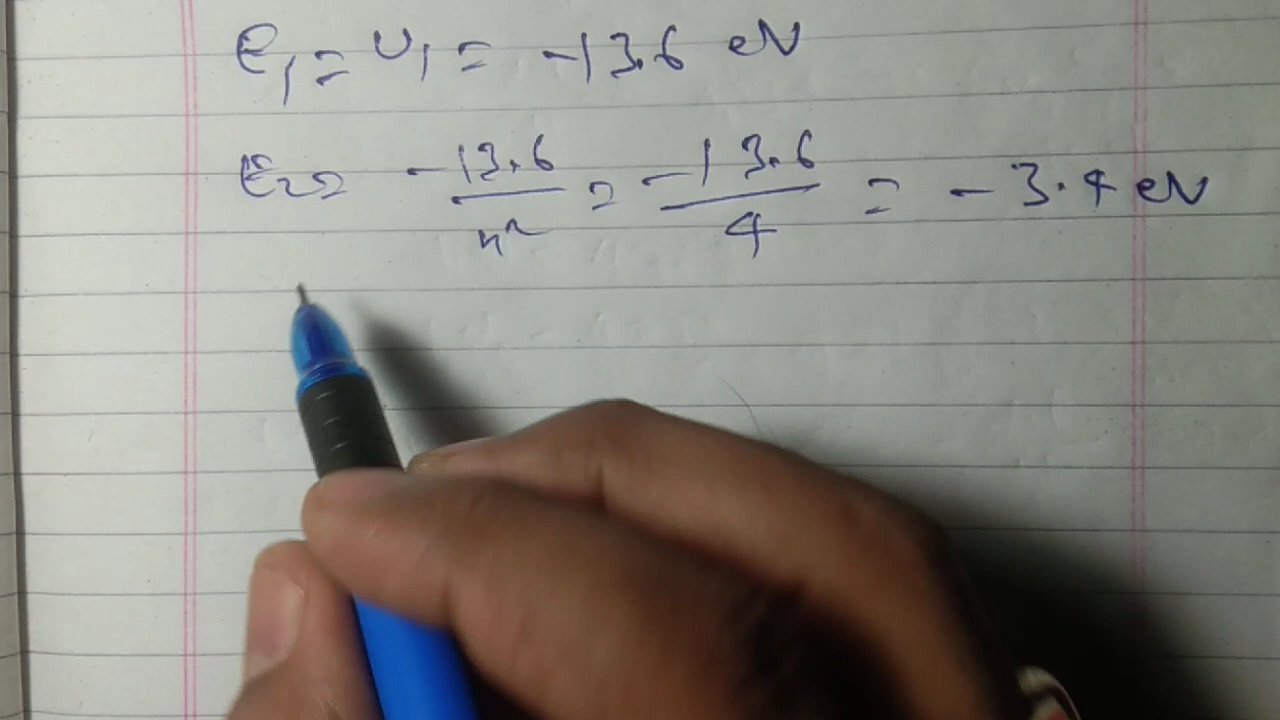 E₁ = U₁ = -13.6 eV
E₂ = -13.6/n² = -13.6/4 = -3.4 eV